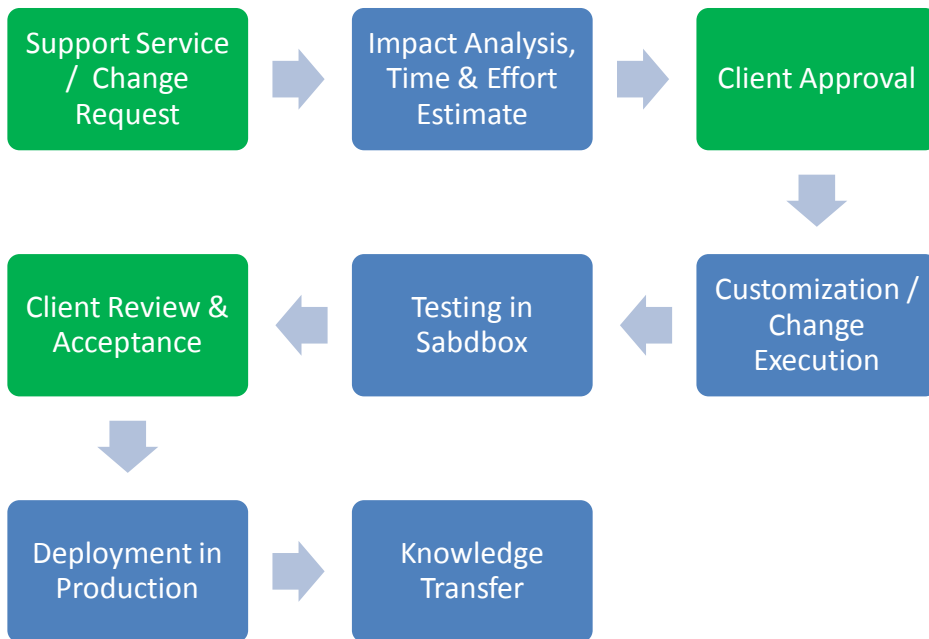 Support Service
/ Change
Request
Impact Analysis,
Time & Effort
Estimate
Client Approval
Customization /
Change
Execution
Testing in
Sabdbox
Client Review &
Acceptance
Deployment in
Production
Knowledge
Transfer